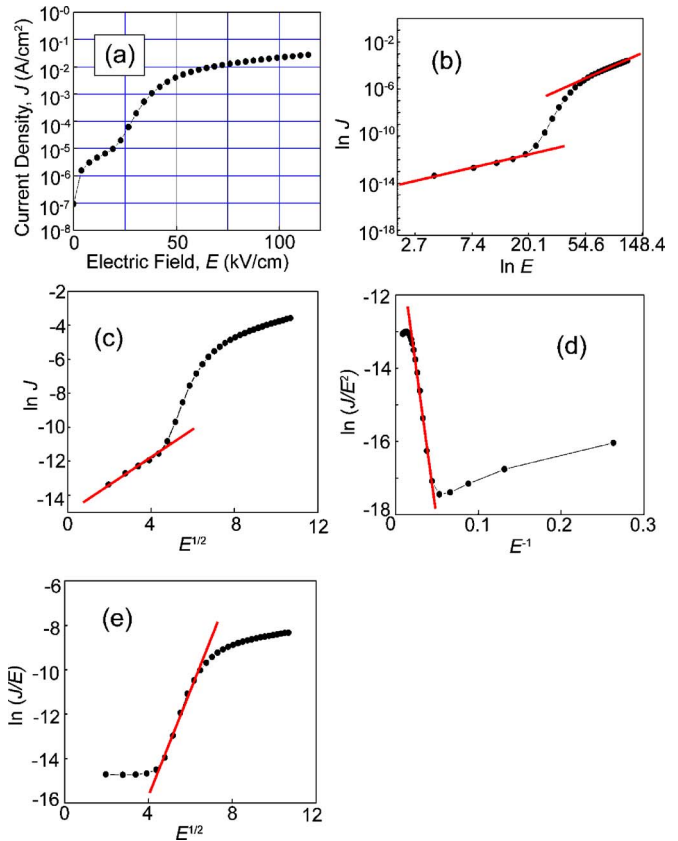 (a)
Current Density, J (A/cm²)
10⁻⁰
10⁻¹
10⁻²
10⁻³
10⁻⁴
10⁻⁵
10⁻⁶
10⁻⁷
10⁻⁸
0 50 100
Electric Field, E (kV/cm)
(b)
ln J
10⁻²
10⁻⁶
10⁻¹⁰
10⁻¹⁴
10⁻¹⁸
2.7 7.4 20.1 54.6 148.4
ln E
(c)
ln J
-2
-4
-6
-8
-10
-12
-14
0 4 8 12
E¹/²
(d)
ln (J/E²)
-12
-14
-16
-18
0 0.1 0.2 0.3
E⁻¹
(e)
ln (J/E)
-6
-8
-10
-12
-14
-16
0 4 8 12
E¹/²